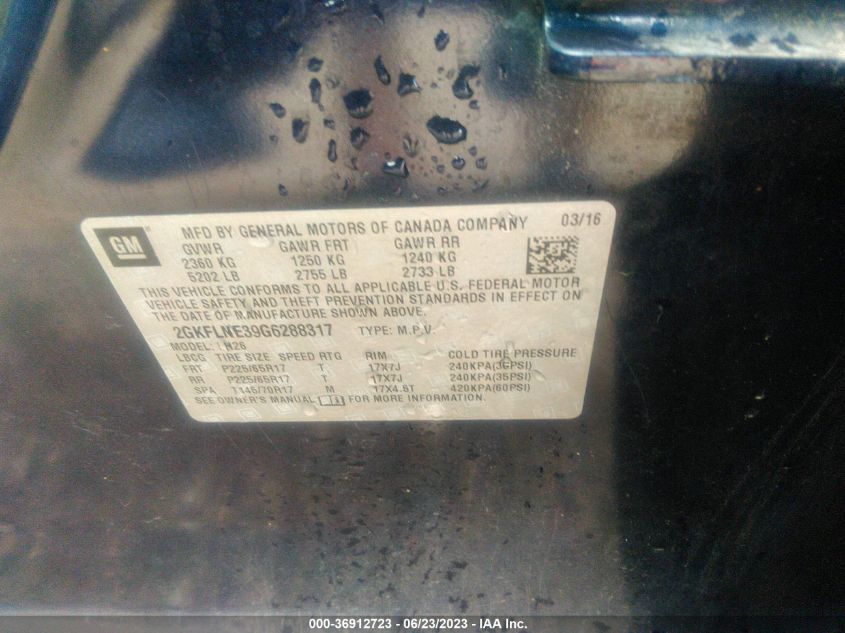 GM
MFD BY GENERAL MOTORS OF CANADA COMPANY 03/16
GVWR GAWR FRT GAWR RR
2360 KG 1250 KG 1240 KG
5202 LB 2755 LB 2733 LB
THIS VEHICLE CONFORMS TO ALL APPLICABLE U.S. FEDERAL MOTOR
VEHICLE SAFETY AND THEFT PREVENTION STANDARDS IN EFFECT ON
THE DATE OF MANUFACTURE SHOWN ABOVE.
2GKFLNE39G6288317 TYPE: M.P.V.
MODEL:
LBCG TIRE SIZE SPEED RTG RIM COLD TIRE PRESSURE
FRT P225/65R17 T 17X7J 240KPA(35PSI)
RR P225/65R17 T 17X7J 240KPA(35PSI)
SPA T145/70R17 M 17X4.5T 420KPA(60PSI)
SEE OWNER'S MANUAL FOR MORE INFORMATION.
000-36912723 - 06/23/2023 - IAA Inc.